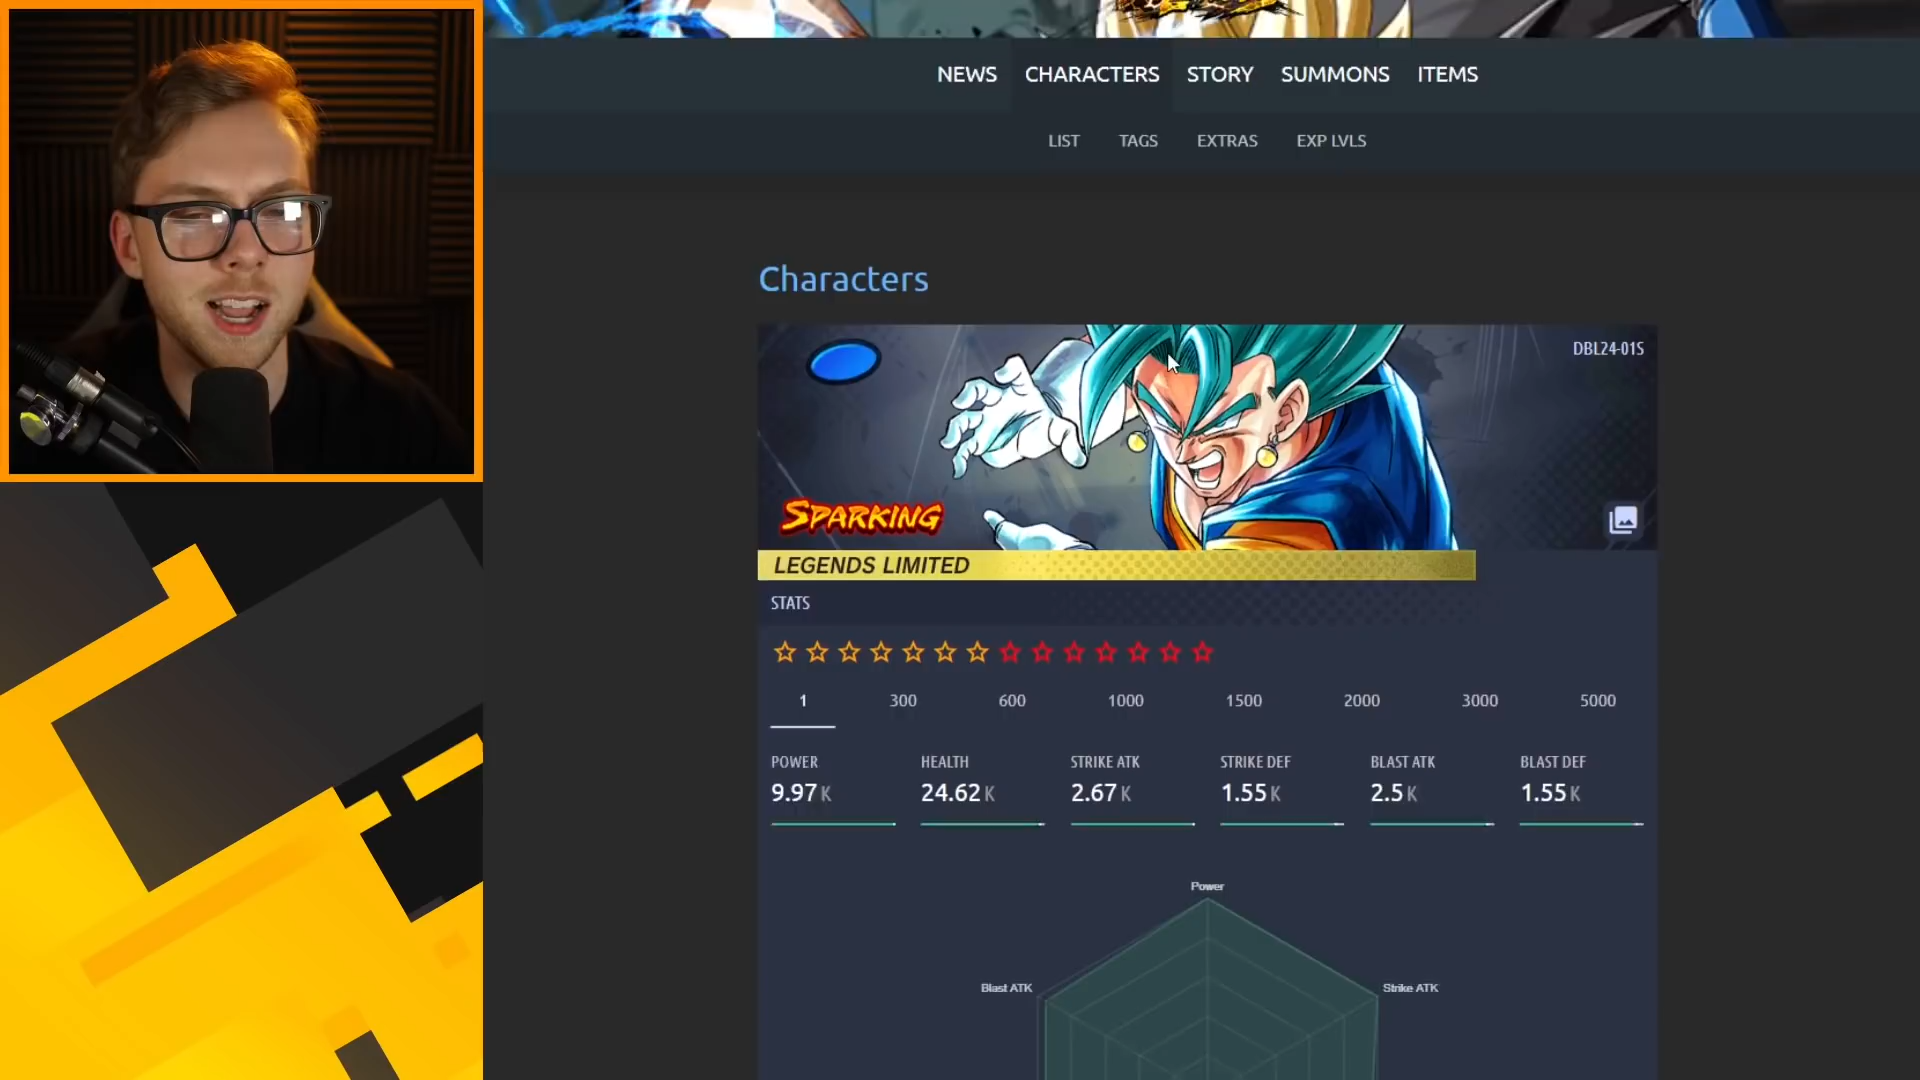 NEWS CHARACTERS STORY SUMMONS ITEMS
LIST TAGS EXTRAS EXP LVLS
Characters
DBL24-01S
SPARKING
LEGENDS LIMITED
STATS
1 300 600 1000 1500 2000 3000 5000
POWER HEALTH STRIKE ATK STRIKE DEF BLAST ATK BLAST DEF
9.97 K 24.62 K 2.67 K 1.55 K 2.5 K 1.55 K
Power
Blast ATK Strike ATK